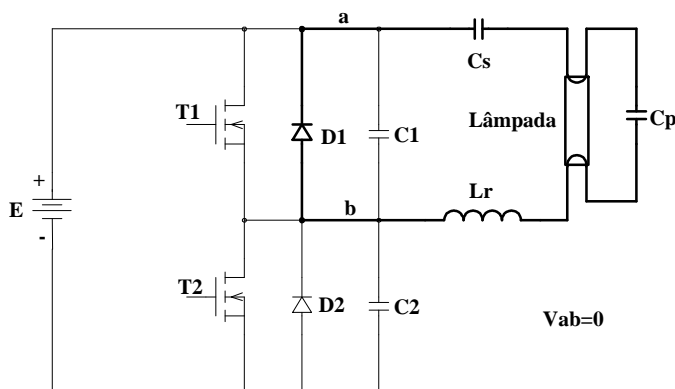 a
Cs
T1
D1
C1
Lâmpada
Cp
+
E
-
b
Lr
T2
D2
C2
Vab=0